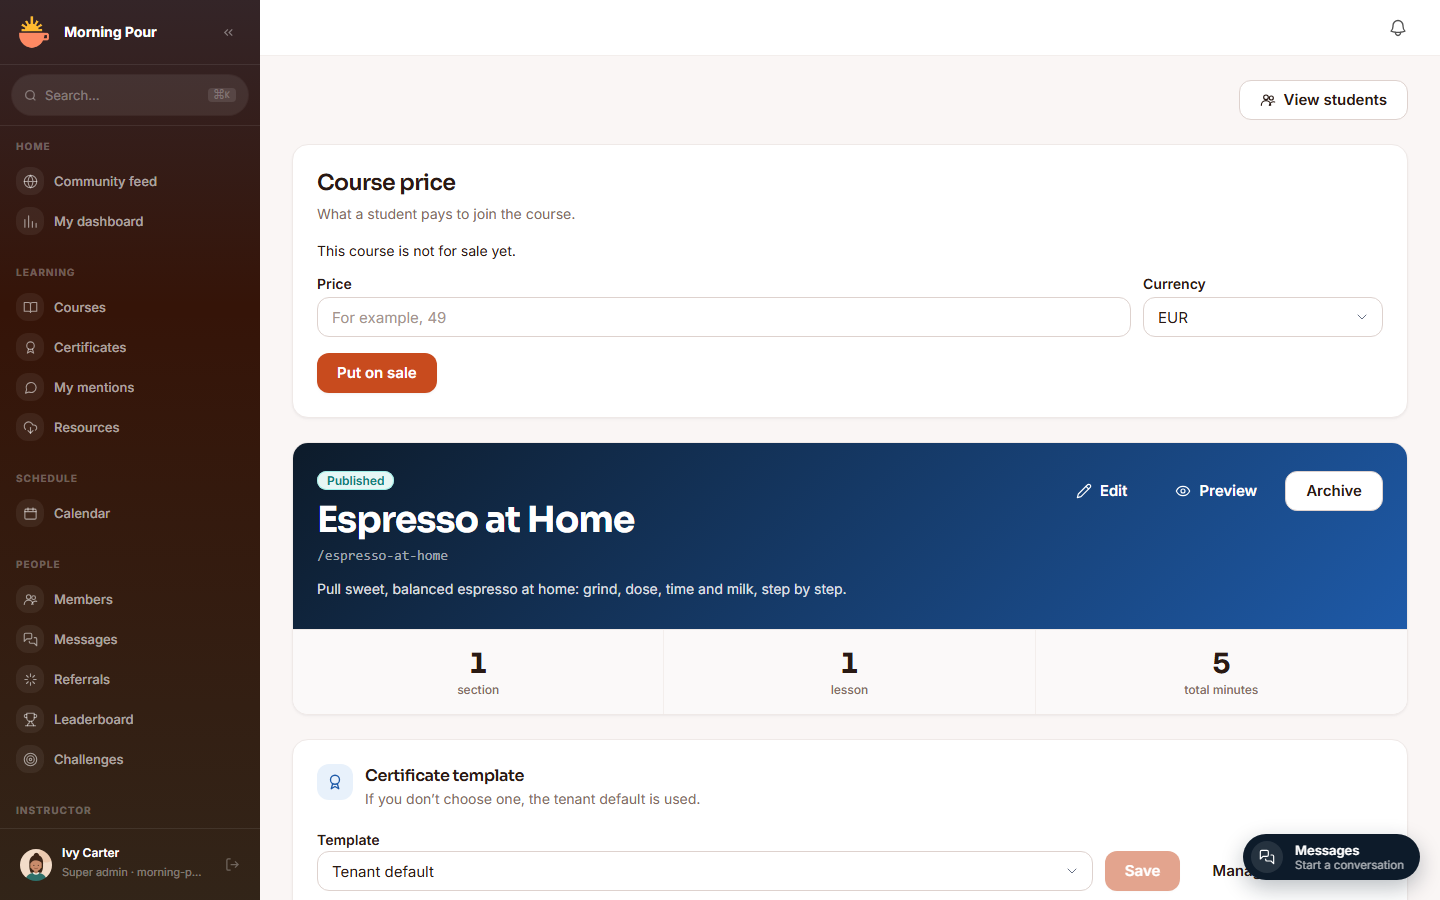 Morning Pour
Search...
⌘K
HOME
Community feed
My dashboard
LEARNING
Courses
Certificates
My mentions
Resources
SCHEDULE
Calendar
PEOPLE
Members
Messages
Referrals
Leaderboard
Challenges
INSTRUCTOR
Ivy Carter
Super admin · morning-p...
View students
Course price
What a student pays to join the course.
This course is not for sale yet.
Price
Currency
For example, 49
EUR
Put on sale
Published
Edit
Preview
Archive
Espresso at Home
/espresso-at-home
Pull sweet, balanced espresso at home: grind, dose, time and milk, step by step.
1
section
1
lesson
5
total minutes
Certificate template
If you don’t choose one, the tenant default is used.
Template
Tenant default
Save
Messages
Start a conversation